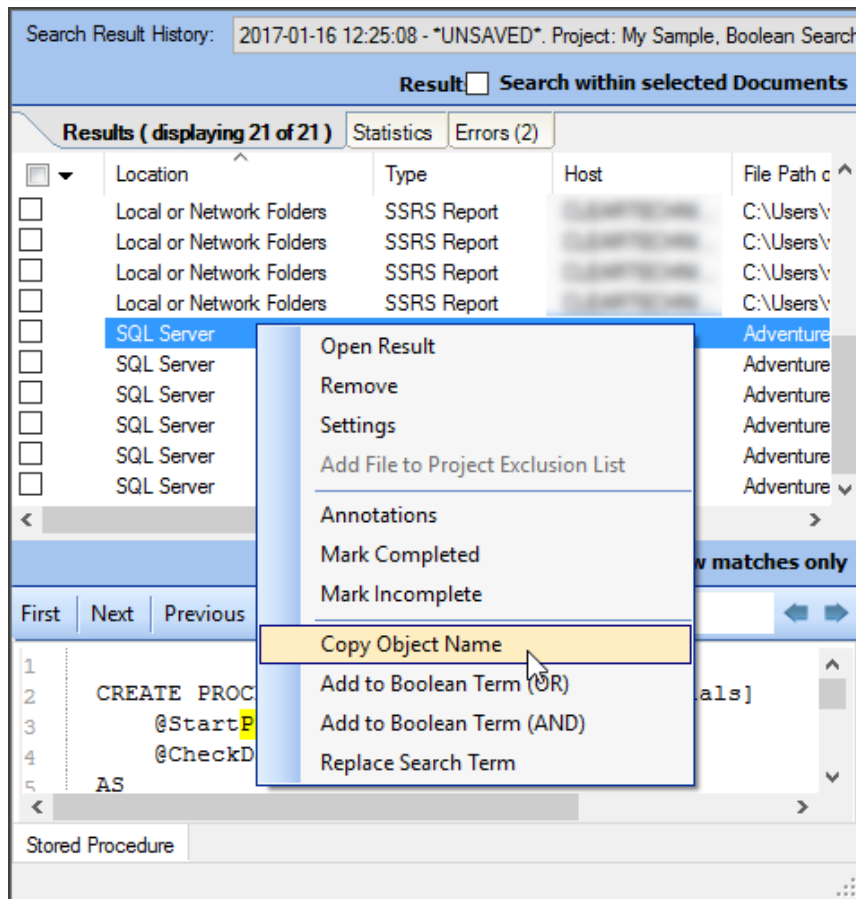 Search Result History: 2017-01-16 12:25:08 - *UNSAVED*. Project: My Sample, Boolean Search
Result Search within selected Documents
Results ( displaying 21 of 21 ) Statistics Errors (2)
Location Type Host File Path
Local or Network Folders SSRS Report C:\Users\
Local or Network Folders SSRS Report C:\Users\
Local or Network Folders SSRS Report C:\Users\
Local or Network Folders SSRS Report C:\Users\
SQL Server Adventure
SQL Server Adventure
SQL Server Adventure
SQL Server Adventure
SQL Server Adventure
SQL Server Adventure
Open Result
Remove
Settings
Add File to Project Exclusion List
Annotations
Mark Completed
Mark Incomplete
Copy Object Name
Add to Boolean Term (OR)
Add to Boolean Term (AND)
Replace Search Term
w matches only
First Next Previous
1
2 CREATE PROC als]
3 @StartP
4 @CheckD
5 AS
Stored Procedure